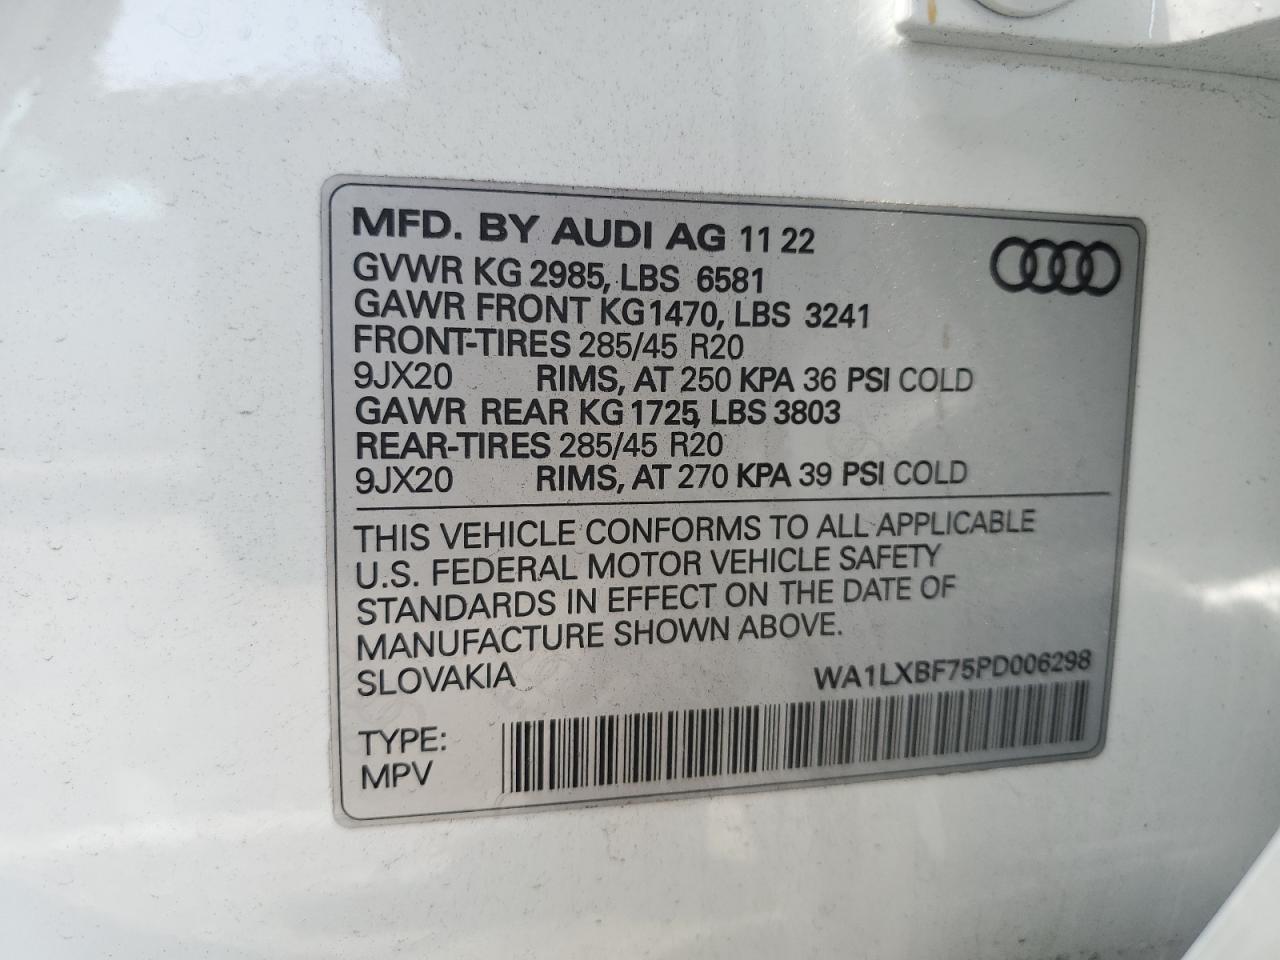 MFD. BY AUDI AG 11 22
GVWR KG 2985, LBS 6581
GAWR FRONT KG 1470, LBS 3241
FRONT-TIRES 285/45 R20
9JX20 RIMS, AT 250 KPA 36 PSI COLD
GAWR REAR KG 1725, LBS 3803
REAR-TIRES 285/45 R20
9JX20 RIMS, AT 270 KPA 39 PSI COLD
THIS VEHICLE CONFORMS TO ALL APPLICABLE
U.S. FEDERAL MOTOR VEHICLE SAFETY
STANDARDS IN EFFECT ON THE DATE OF
MANUFACTURE SHOWN ABOVE.
SLOVAKIA WA1LXBF75PD006298
TYPE:
MPV